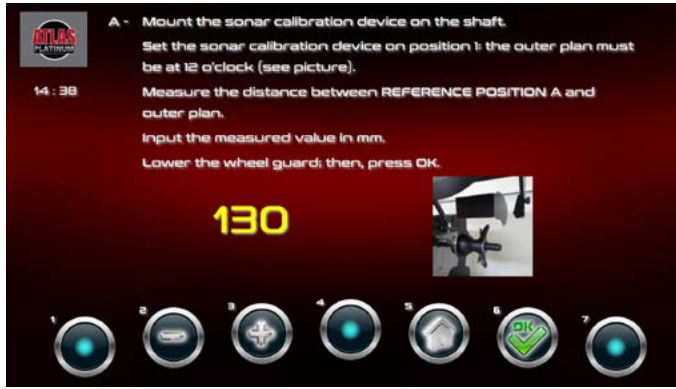 ATLAS
PLATINUM
14 : 38
A - Mount the sonar calibration device on the shaft.
Set the sonar calibration device on position 1: the outer plan must
be at 12 o'clock (see picture).
Measure the distance between REFERENCE POSITION A and
outer plan.
Input the measured value in mm.
Lower the wheel guard; then, press OK.
130
1
2
3
4
5
6
7
OK